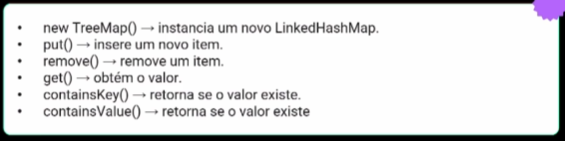 • new TreeMap() → instancia um novo LinkedHashMap.
• put() → insere um novo item.
• remove() → remove um item.
• get() → obtém o valor.
• containsKey() → retorna se o valor existe.
• containsValue() → retorna se o valor existe